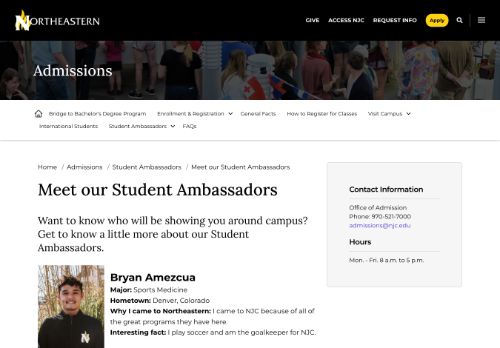 NORTHEASTERN
GIVE ACCESS NJC REQUEST INFO Apply
Admissions
Bridge to Bachelor's Degree Program Enrollment & Registration General Facts How to Register for Classes Visit Campus
International Students Student Ambassadors FAQs
Home / Admissions / Student Ambassadors / Meet our Student Ambassadors
Meet our Student Ambassadors
Want to know who will be showing you around campus?
Get to know a little more about our Student
Ambassadors.
Bryan Amezcua
Major: Sports Medicine
Hometown: Denver, Colorado
Why I came to Northeastern: I came to NJC because of all of
the great programs they have here.
Interesting fact: I play soccer and am the goalkeeper for NJC.
Contact Information
Office of Admission
Phone: 970-521-7000
admissions@njc.edu
Hours
Mon. - Fri. 8 a.m. to 5 p.m.